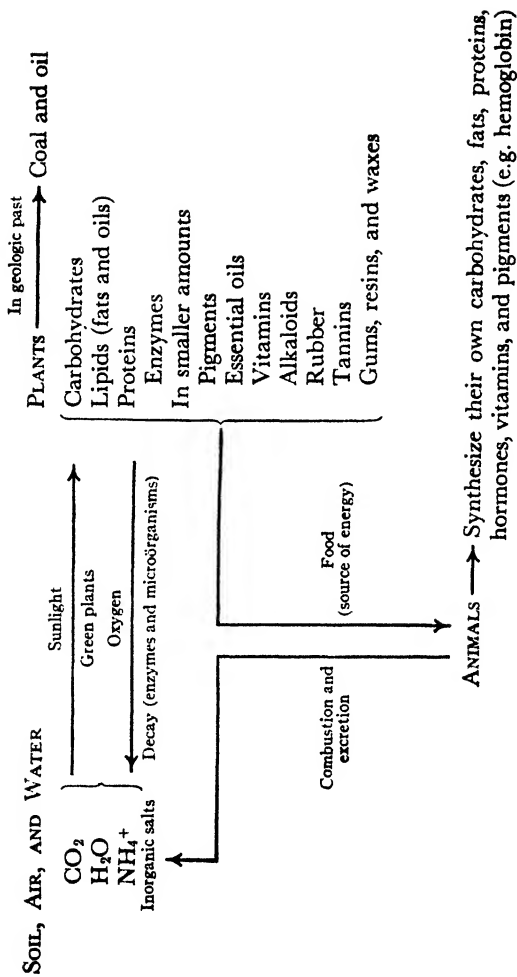 SOIL, AIR, AND WATER
CO₂
H₂O
NH₄+
Inorganic salts
Sunlight
Green plants
Oxygen
Decay (enzymes and microörganisms)
In geologic past
PLANTS Coal and oil
Carbohydrates
Lipids (fats and oils)
Proteins
Enzymes
In smaller amounts
Pigments
Essential oils
Vitamins
Alkaloids
Rubber
Tannins
Gums, resins, and waxes
Combustion and
excretion
Food
(source of energy)
ANIMALS Synthesize their own carbohydrates, fats, proteins,
hormones, vitamins, and pigments (e.g. hemoglobin)